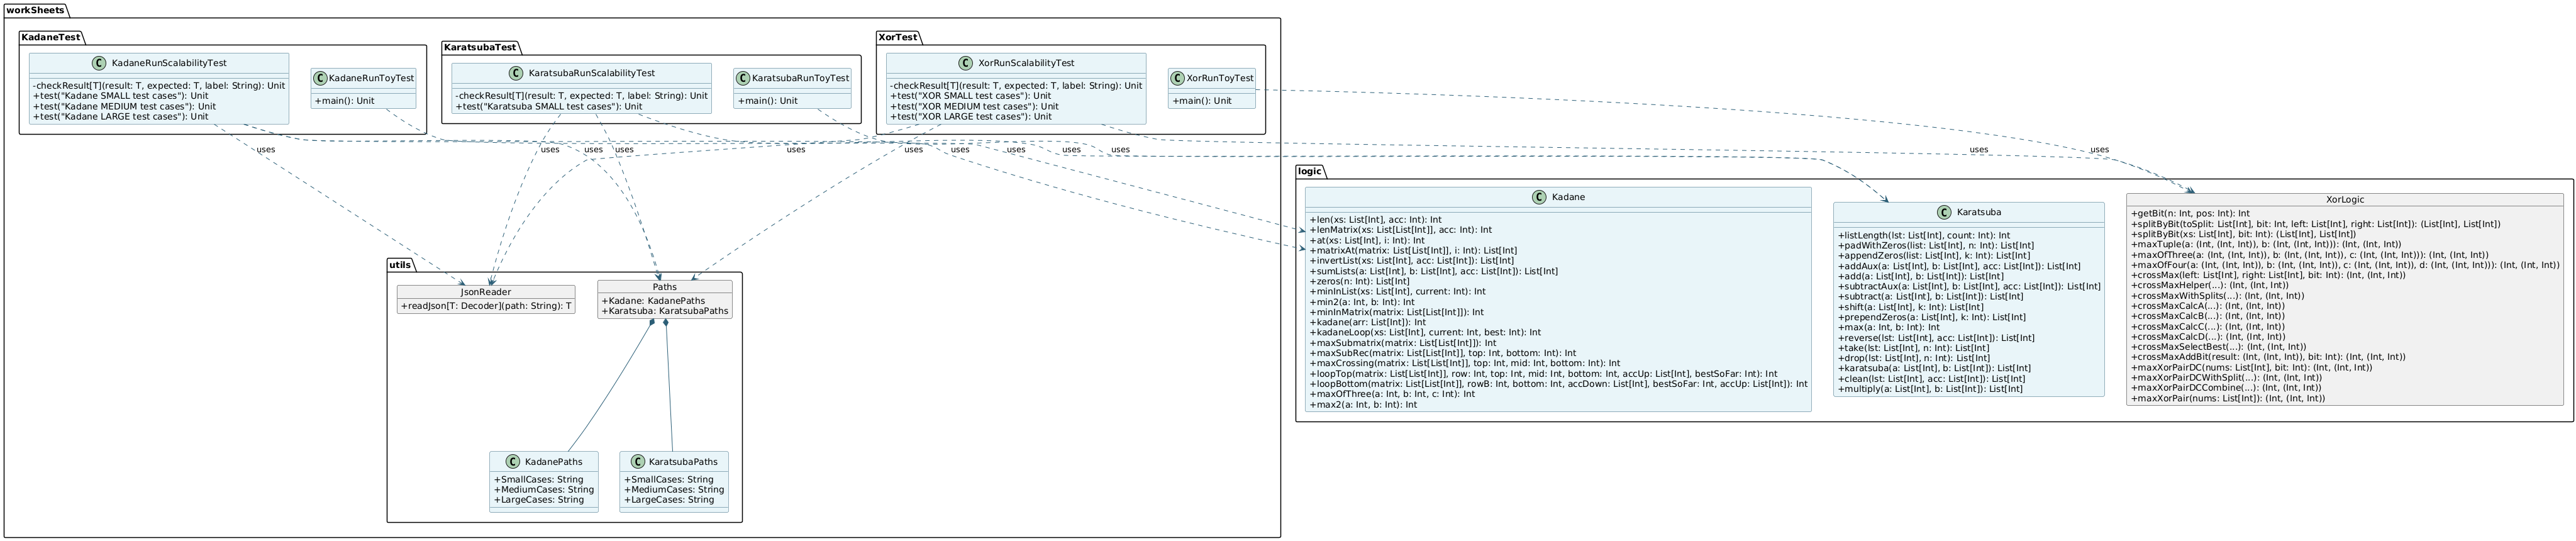 workSheets
KadaneTest
C KadaneRunScalabilityTest
-checkResult[T](result: T, expected: T, label: String): Unit
+test("Kadane SMALL test cases"): Unit
+test("Kadane MEDIUM test cases"): Unit
+test("Kadane LARGE test cases"): Unit
C KadaneRunToyTest
+main(): Unit
KaratsubaTest
C KaratsubaRunScalabilityTest
-checkResult[T](result: T, expected: T, label: String): Unit
+test("Karatsuba SMALL test cases"): Unit
C KaratsubaRunToyTest
+main(): Unit
XorTest
C XorRunScalabilityTest
-checkResult[T](result: T, expected: T, label: String): Unit
+test("XOR SMALL test cases"): Unit
+test("XOR MEDIUM test cases"): Unit
+test("XOR LARGE test cases"): Unit
C XorRunToyTest
+main(): Unit
uses
uses
uses
uses
uses
uses
uses
uses
uses
uses
uses
uses
utils
JsonReader
+readJson[T: Decoder](path: String): T
Paths
+Kadane: KadanePaths
+Karatsuba: KaratsubaPaths
C KadanePaths
+SmallCases: String
+MediumCases: String
+LargeCases: String
C KaratsubaPaths
+SmallCases: String
+MediumCases: String
+LargeCases: String
logic
C Kadane
+len(xs: List[Int], acc: Int): Int
+lenMatrix(xs: List[List[Int]], acc: Int): Int
+at(xs: List[Int], i: Int): Int
+matrixAt(matrix: List[List[Int]], i: Int): List[Int]
+invertList(xs: List[Int], acc: List[Int]): List[Int]
+sumLists(a: List[Int], b: List[Int], acc: List[Int]): List[Int]
+zeros(n: Int): List[Int]
+minInList(xs: List[Int], current: Int): Int
+min2(a: Int, b: Int): Int
+minInMatrix(matrix: List[List[Int]]): Int
+kadane(arr: List[Int]): Int
+kadaneLoop(xs: List[Int], current: Int, best: Int): Int
+maxSubmatrix(matrix: List[List[Int]]): Int
+maxSubRec(matrix: List[List[Int]], top: Int, bottom: Int): Int
+maxCrossing(matrix: List[List[Int]], top: Int, mid: Int, bottom: Int): Int
+loopTop(matrix: List[List[Int]], row: Int, top: Int, mid: Int, bottom: Int, accUp: List[Int], bestSoFar: Int): Int
+loopBottom(matrix: List[List[Int]], rowB: Int, bottom: Int, accDown: List[Int], bestSoFar: Int, accUp: List[Int]): Int
+maxOfThree(a: Int, b: Int, c: Int): Int
+max2(a: Int, b: Int): Int
C Karatsuba
+listLength(lst: List[Int], count: Int): Int
+padWithZeros(list: List[Int], n: Int): List[Int]
+appendZeros(list: List[Int], k: Int): List[Int]
+addAux(a: List[Int], b: List[Int], acc: List[Int]): List[Int]
+add(a: List[Int], b: List[Int]): List[Int]
+subtractAux(a: List[Int], b: List[Int], acc: List[Int]): List[Int]
+subtract(a: List[Int], b: List[Int]): List[Int]
+shift(a: List[Int], k: Int): List[Int]
+prependZeros(a: List[Int], k: Int): List[Int]
+max(a: Int, b: Int): Int
+reverse(lst: List[Int], acc: List[Int]): List[Int]
+take(lst: List[Int], n: Int): List[Int]
+drop(lst: List[Int], n: Int): List[Int]
+karatsuba(a: List[Int], b: List[Int]): List[Int]
+clean(lst: List[Int], acc: List[Int]): List[Int]
+multiply(a: List[Int], b: List[Int]): List[Int]
XorLogic
+getBit(n: Int, pos: Int): Int
+splitByBit(toSplit: List[Int], bit: Int, left: List[Int], right: List[Int]): (List[Int], List[Int])
+splitByBit(xs: List[Int], bit: Int): (List[Int], List[Int])
+maxTuple(a: (Int, (Int, Int)), b: (Int, (Int, Int))): (Int, (Int, Int))
+maxOfThree(a: (Int, (Int, Int)), b: (Int, (Int, Int)), c: (Int, (Int, Int))): (Int, (Int, Int))
+maxOfFour(a: (Int, (Int, Int)), b: (Int, (Int, Int)), c: (Int, (Int, Int)), d: (Int, (Int, Int))): (Int, (Int, Int))
+crossMax(left: List[Int], right: List[Int], bit: Int): (Int, (Int, Int))
+crossMaxHelper(...): (Int, (Int, Int))
+crossMaxWithSplits(...): (Int, (Int, Int))
+crossMaxCalcA(...): (Int, (Int, Int))
+crossMaxCalcB(...): (Int, (Int, Int))
+crossMaxCalcC(...): (Int, (Int, Int))
+crossMaxCalcD(...): (Int, (Int, Int))
+crossMaxSelectBest(...): (Int, (Int, Int))
+crossMaxAddBit(result: (Int, (Int, Int)), bit: Int): (Int, (Int, Int))
+maxXorPairDC(nums: List[Int], bit: Int): (Int, (Int, Int))
+maxXorPairDCWithSplit(...): (Int, (Int, Int))
+maxXorPairDCCombine(...): (Int, (Int, Int))
+maxXorPair(nums: List[Int]): (Int, (Int, Int))